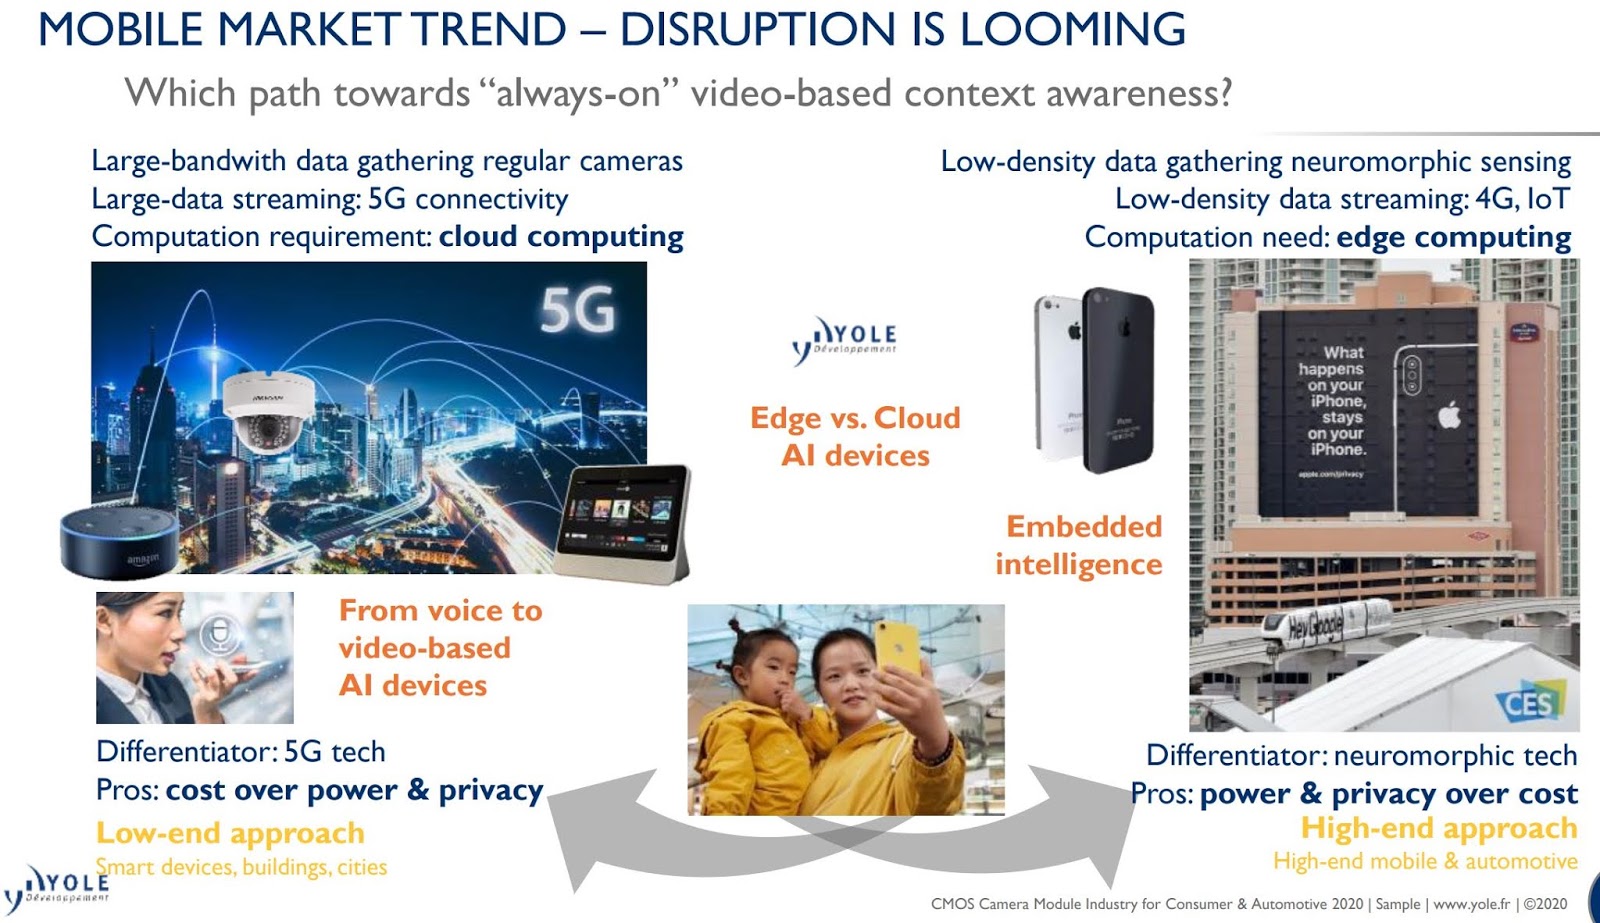 MOBILE MARKET TREND – DISRUPTION IS LOOMING
Which path towards “always-on” video-based context awareness?
Large-bandwith data gathering regular cameras
Large-data streaming: 5G connectivity
Computation requirement: cloud computing
Low-density data gathering neuromorphic sensing
Low-density data streaming: 4G, IoT
Computation need: edge computing
5G
HIKVISION
amazon
YOLE
Développement
Edge vs. Cloud
AI devices
iPhone
iPhone
What
happens
on your
iPhone,
stays
on your
iPhone.
apple.com/privacy
Embedded
intelligence
Hey Google
CES
From voice to
video-based
AI devices
Differentiator: 5G tech
Pros: cost over power & privacy
Low-end approach
Smart devices, buildings, cities
Differentiator: neuromorphic tech
Pros: power & privacy over cost
High-end approach
High-end mobile & automotive
YOLE
Développement
CMOS Camera Module Industry for Consumer & Automotive 2020 | Sample | www.yole.fr | ©2020